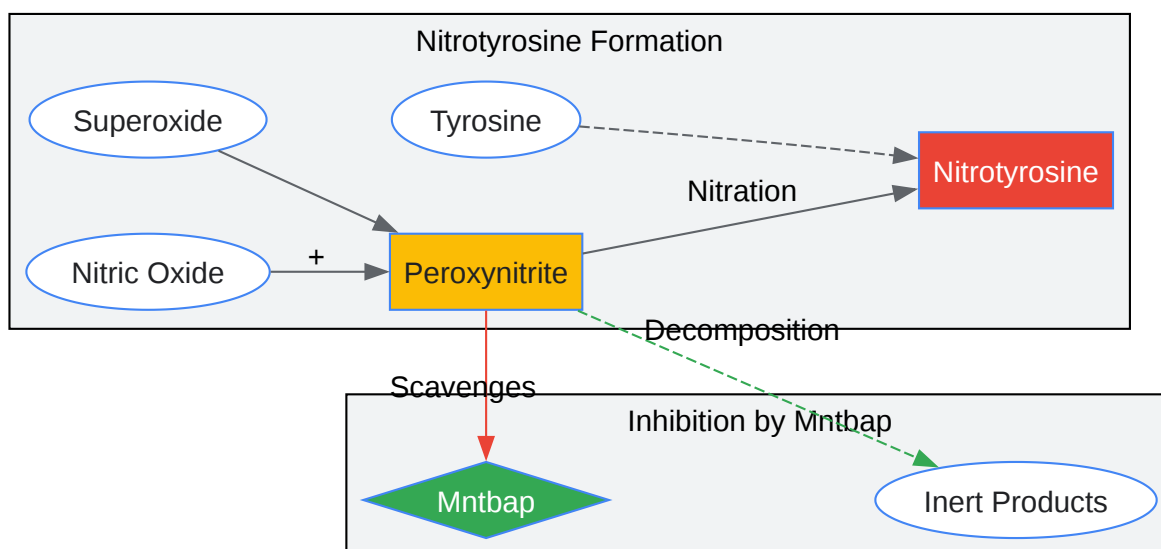 Nitrotyrosine Formation
Superoxide
Tyrosine
Nitrotyrosine
Nitration
+
Nitric Oxide
Peroxynitrite
Decomposition
Scavenges
Inhibition by Mntbap
Mntbap
Inert Products